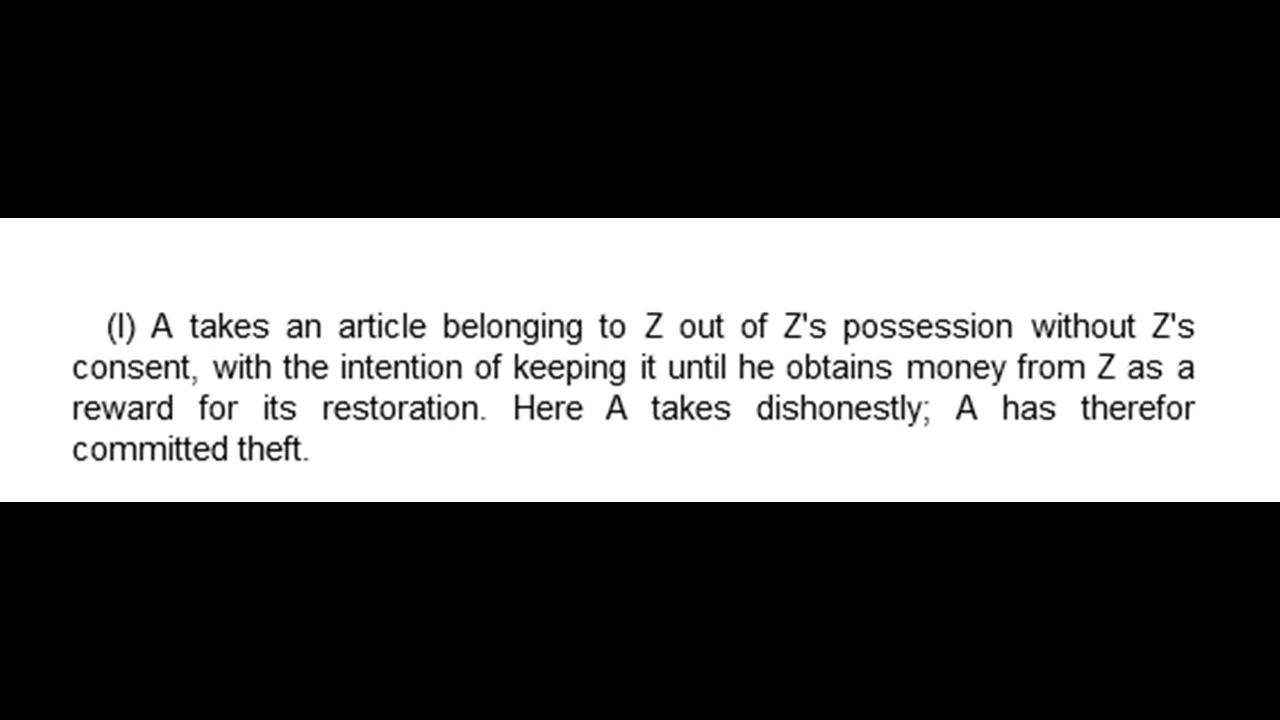 (l) A takes an article belonging to Z out of Z's possession without Z's
consent, with the intention of keeping it until he obtains money from Z as a
reward for its restoration. Here A takes dishonestly; A has therefor
committed theft.